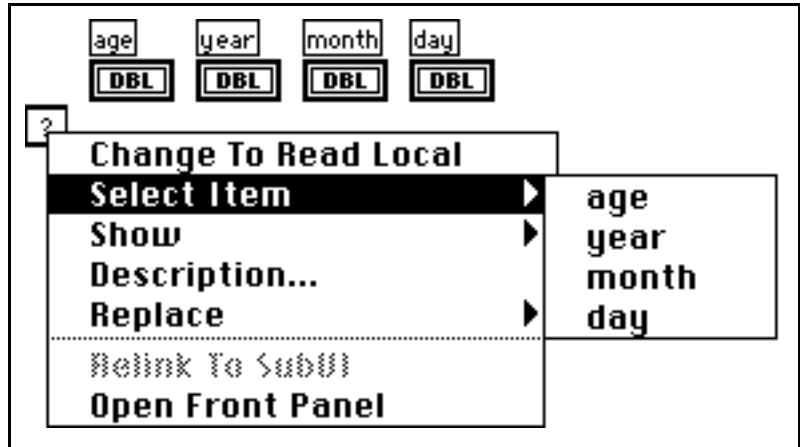 age year month day
DBL DBL DBL DBL
?
Change To Read Local
Select Item
age
Show
year
Description...
month
Replace
day
Relink To SubVI
Open Front Panel